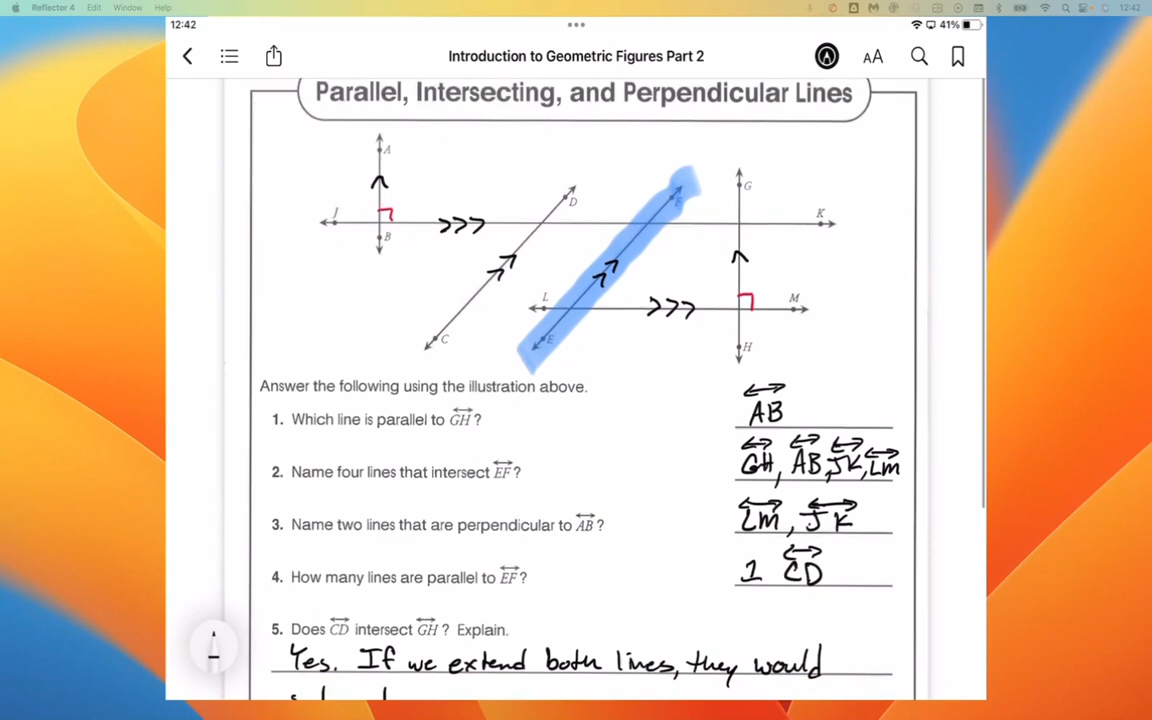 Reflector 4 Edit Window Help 12:42
12:42 41%
Introduction to Geometric Figures Part 2 AA
Parallel, Intersecting, and Perpendicular Lines
A
D
F
G
J
K
B
L
M
C
E
H
Answer the following using the illustration above.
1. Which line is parallel to GH? AB
2. Name four lines that intersect EF? GH, AB, JK, LM
3. Name two lines that are perpendicular to AB? LM, JK
4. How many lines are parallel to EF? 1 CD
5. Does CD intersect GH? Explain.
Yes. If we extend both lines, they would